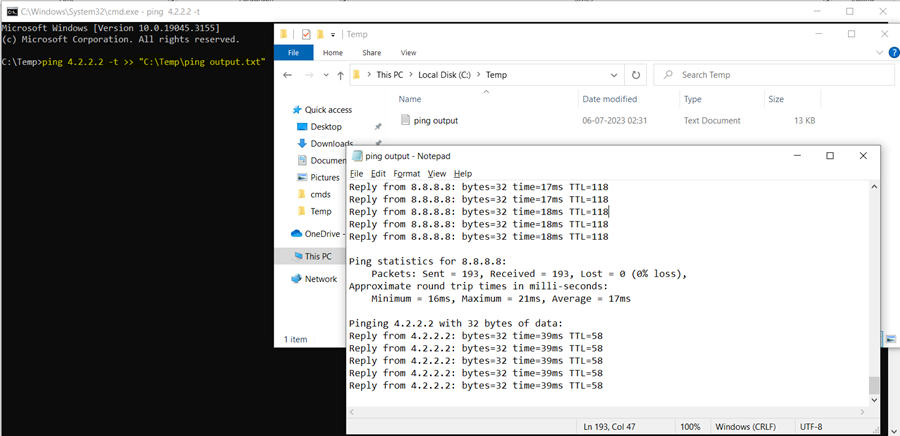 C:\Windows\System32\cmd.exe - ping 4.2.2.2 -t
Microsoft Windows [Version 10.0.19045.3155]
(c) Microsoft Corporation. All rights reserved.
C:\Temp>ping 4.2.2.2 -t >> "C:\Temp\ping output.txt"
Temp
File Home Share View
This PC > Local Disk (C:) > Temp
Search Temp
Name Date modified Type Size
ping output 06-07-2023 02:31 Text Document 13 KB
Quick access
Desktop
Downloads
Documen
Pictures
cmds
Temp
OneDrive -
This PC
Network
1 item
ping output - Notepad
File Edit Format View Help
Reply from 8.8.8.8: bytes=32 time=17ms TTL=118
Reply from 8.8.8.8: bytes=32 time=17ms TTL=118
Reply from 8.8.8.8: bytes=32 time=18ms TTL=118
Reply from 8.8.8.8: bytes=32 time=18ms TTL=118
Reply from 8.8.8.8: bytes=32 time=18ms TTL=118
Ping statistics for 8.8.8.8:
Packets: Sent = 193, Received = 193, Lost = 0 (0% loss),
Approximate round trip times in milli-seconds:
Minimum = 16ms, Maximum = 21ms, Average = 17ms
Pinging 4.2.2.2 with 32 bytes of data:
Reply from 4.2.2.2: bytes=32 time=39ms TTL=58
Reply from 4.2.2.2: bytes=32 time=39ms TTL=58
Reply from 4.2.2.2: bytes=32 time=39ms TTL=58
Reply from 4.2.2.2: bytes=32 time=39ms TTL=58
Reply from 4.2.2.2: bytes=32 time=39ms TTL=58
Ln 193, Col 47 100% Windows (CRLF) UTF-8